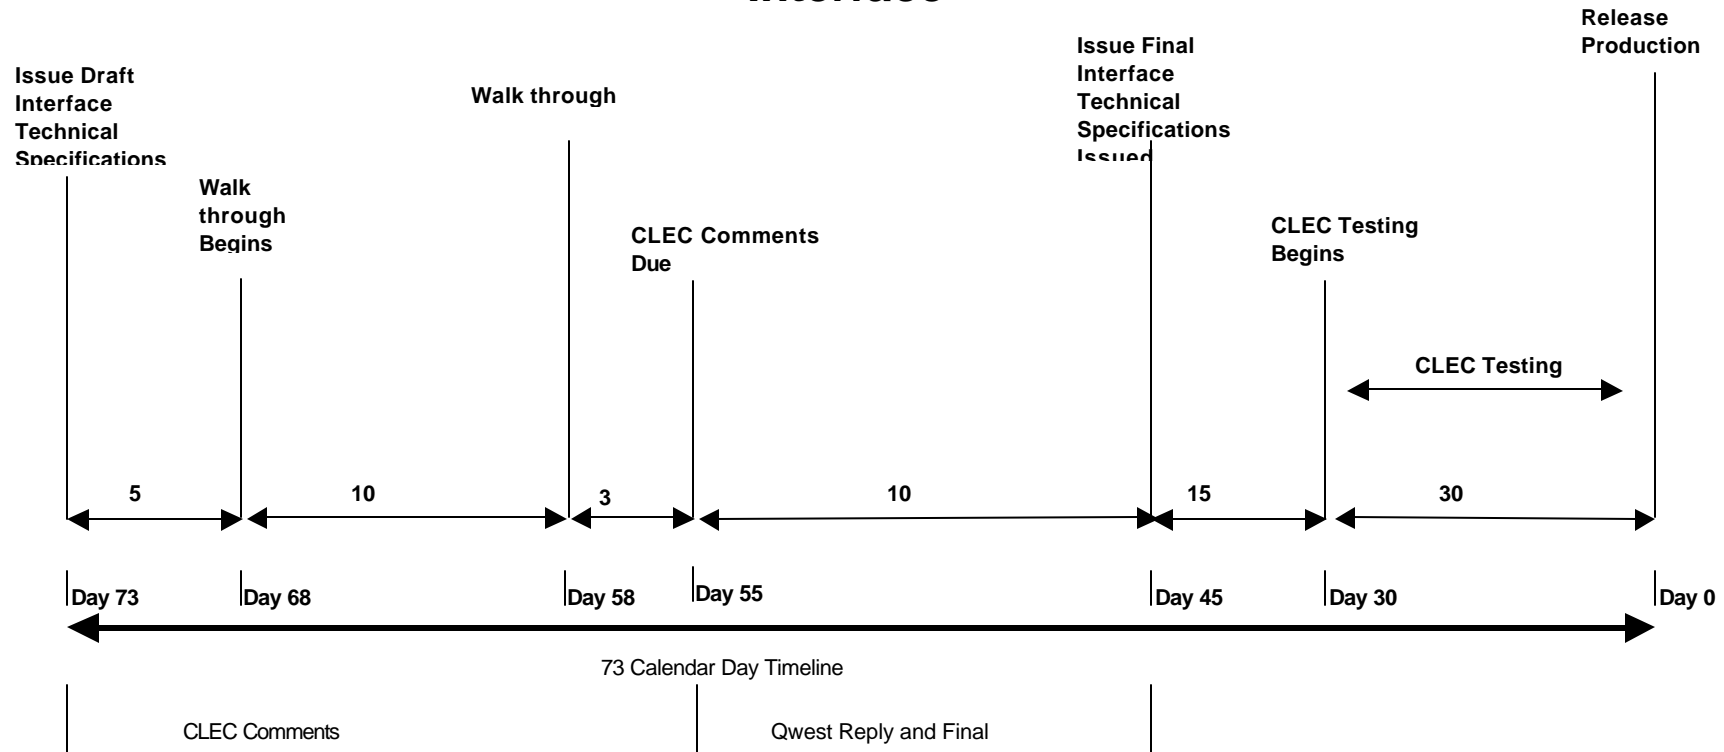 Release
Production
Issue Final
Interface
Technical
Specifications
Issued
Issue Draft
Interface
Technical
Specifications
Walk through
Walk
through
Begins
CLEC Comments
Due
CLEC Testing
Begins
CLEC Testing
5
10
3
10
15
30
Day 73
Day 68
Day 58
Day 55
Day 45
Day 30
Day 0
73 Calendar Day Timeline
CLEC Comments
Qwest Reply and Final